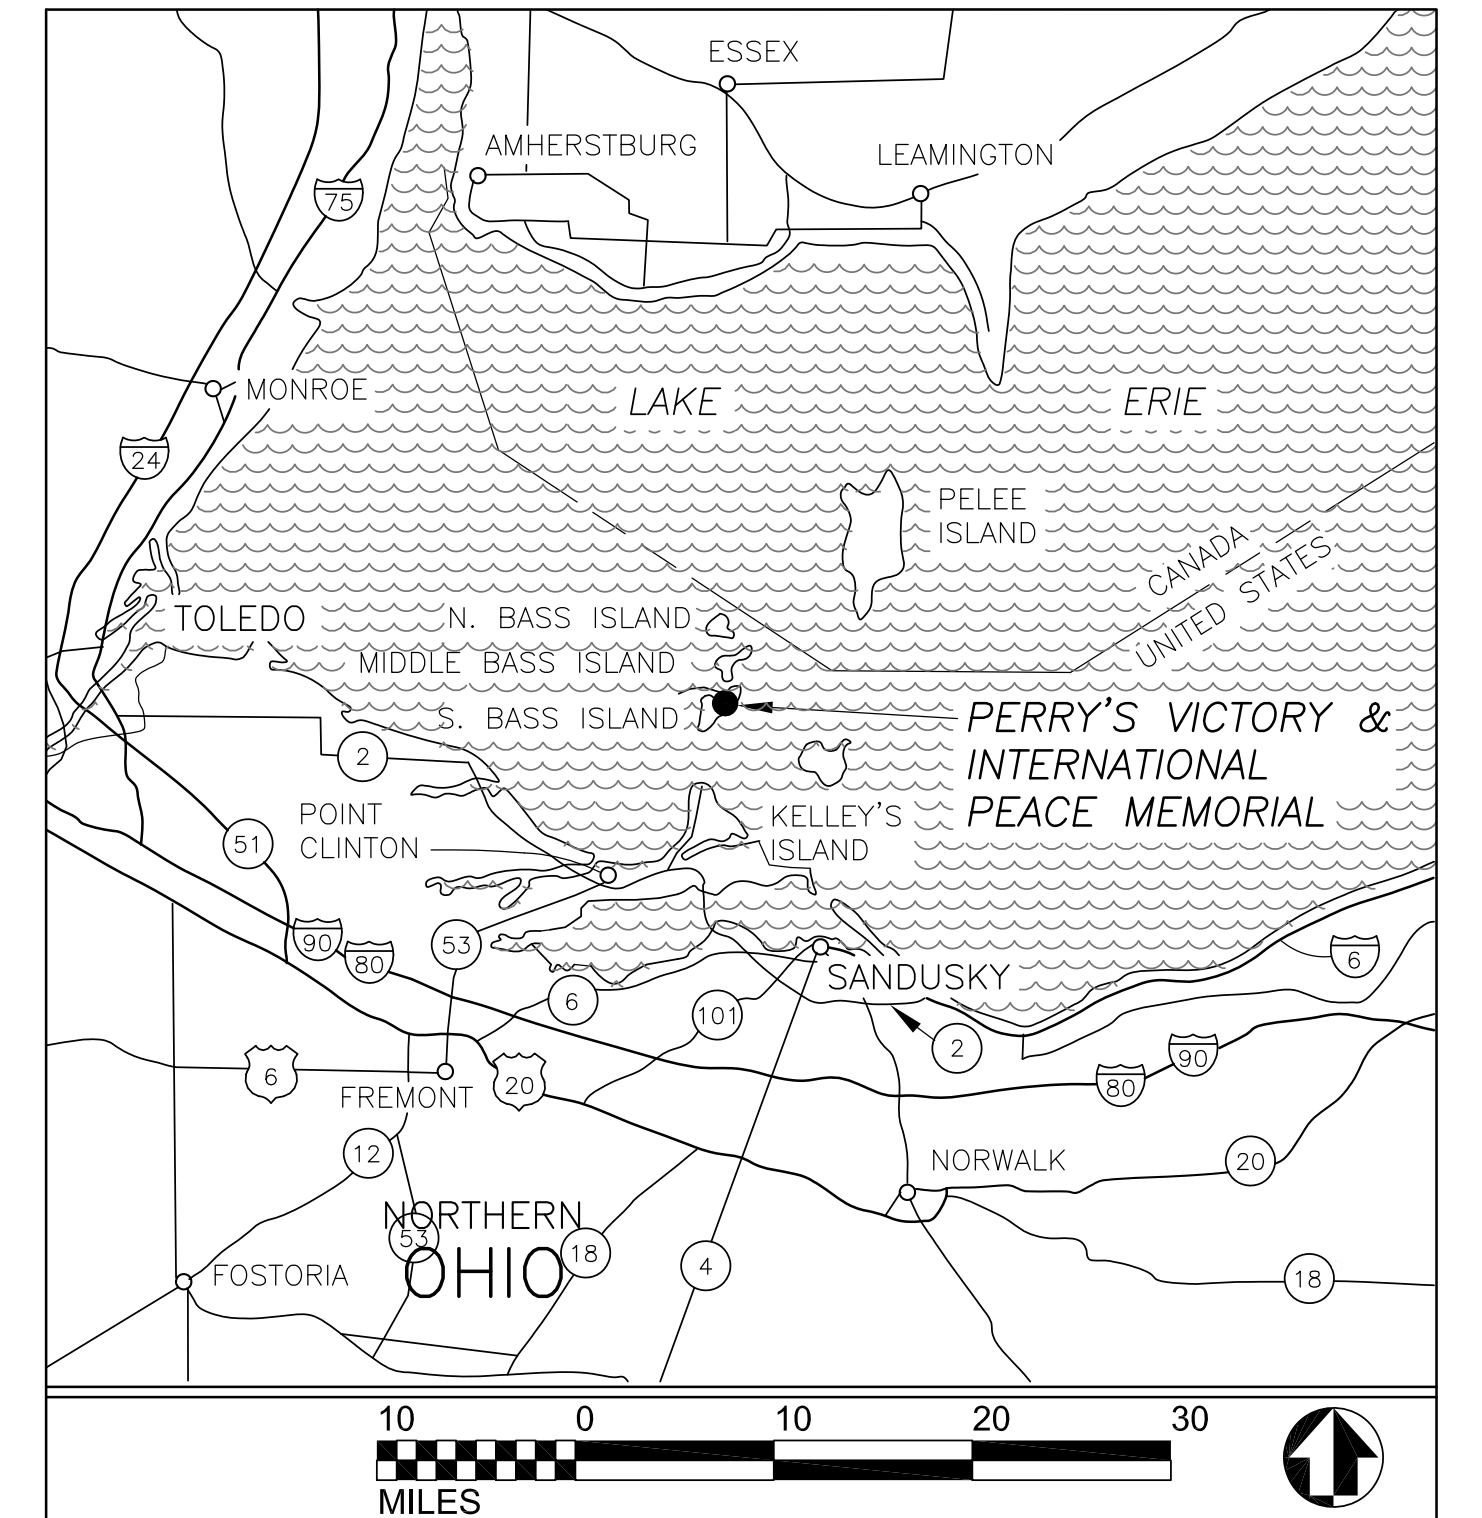 ESSEX
AMHERSTBURG
LEAMINGTON
75
MONROE
LAKE ERIE
24
PELEE
ISLAND
CANADA
UNITED STATES
TOLEDO
N. BASS ISLAND
MIDDLE BASS ISLAND
S. BASS ISLAND
PERRY'S VICTORY &
INTERNATIONAL
PEACE MEMORIAL
2
POINT
CLINTON
KELLEY'S
ISLAND
51
90
80
53
6
SANDUSKY
6
101
2
90
80
6
FREMONT
20
12
NORWALK
20
NORTHERN
53
OHIO
18
4
FOSTORIA
18
10 0 10 20 30
MILES